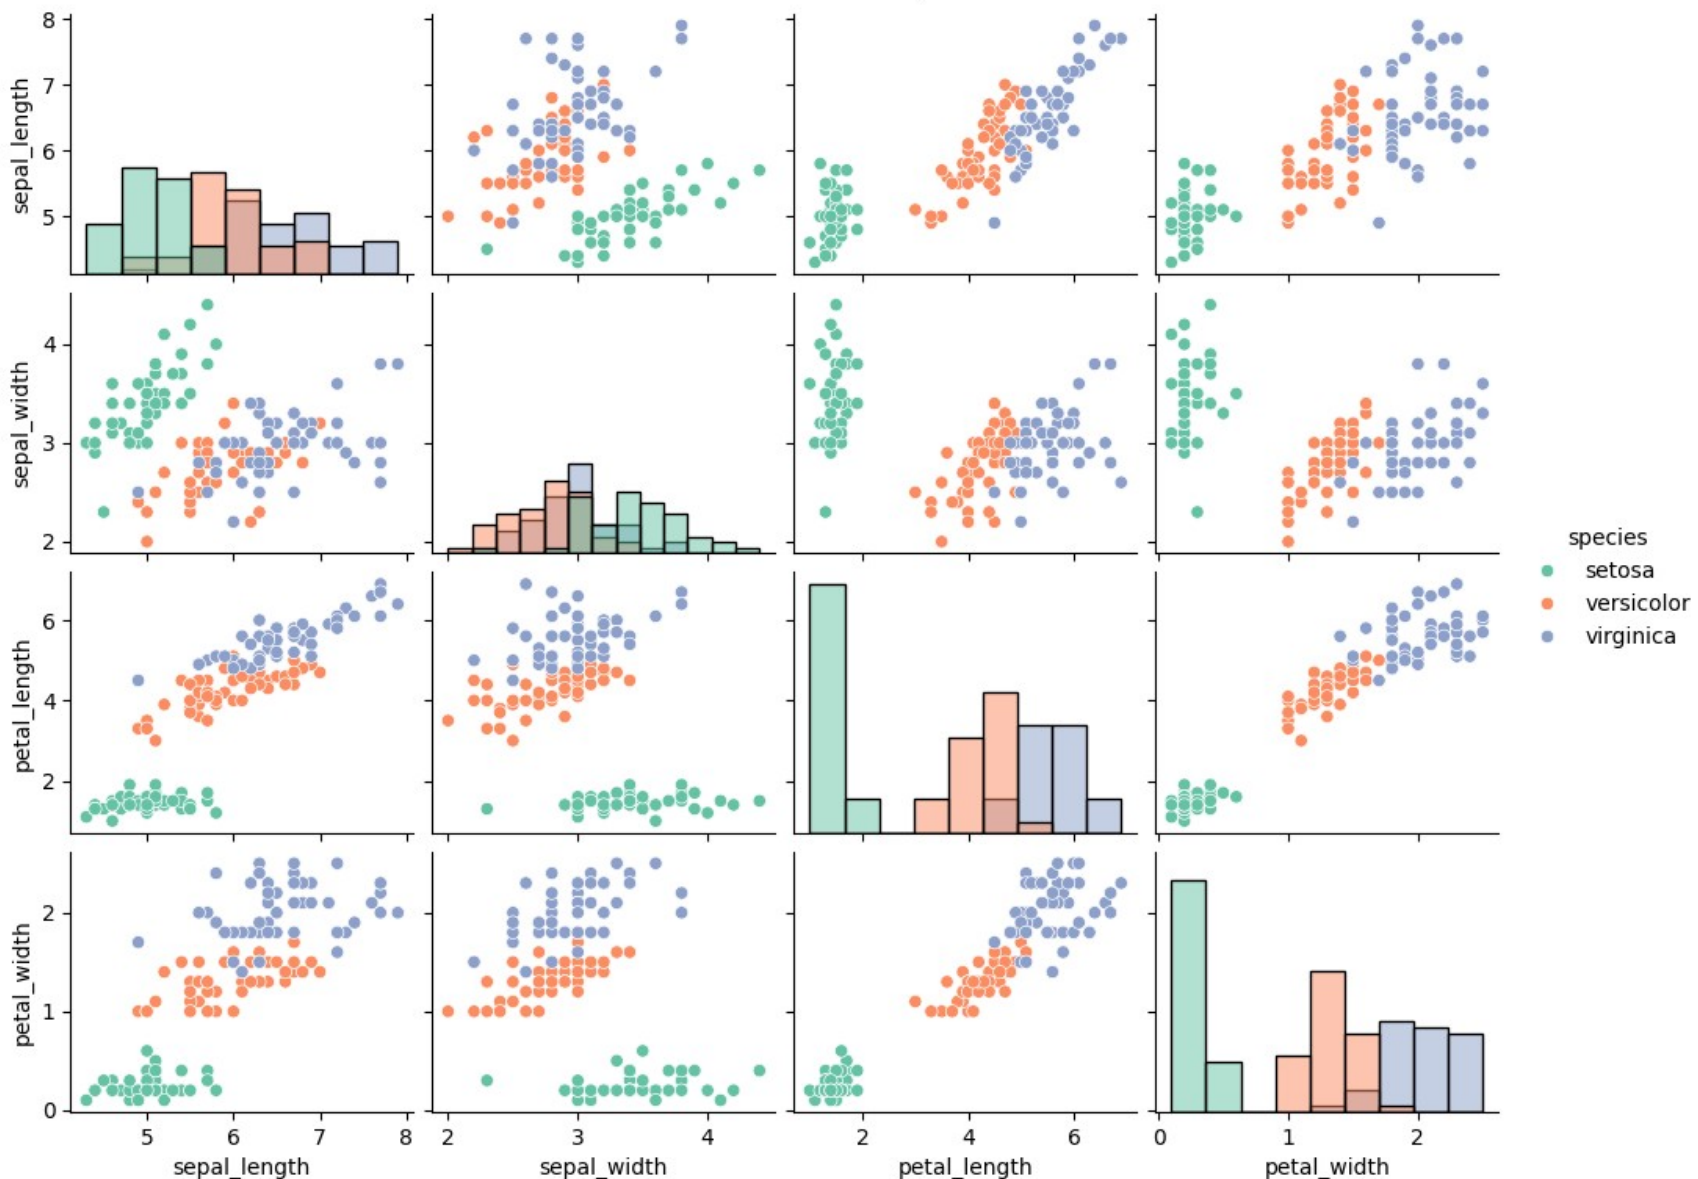 8
7
6
5
sepal_length
4
3
2
sepal_width
6
4
2
petal_length
2
1
0
petal_width
5 6 7 8
sepal_length
2 3 4
sepal_width
2 4 6
petal_length
0 1 2
petal_width
species
setosa
versicolor
virginica